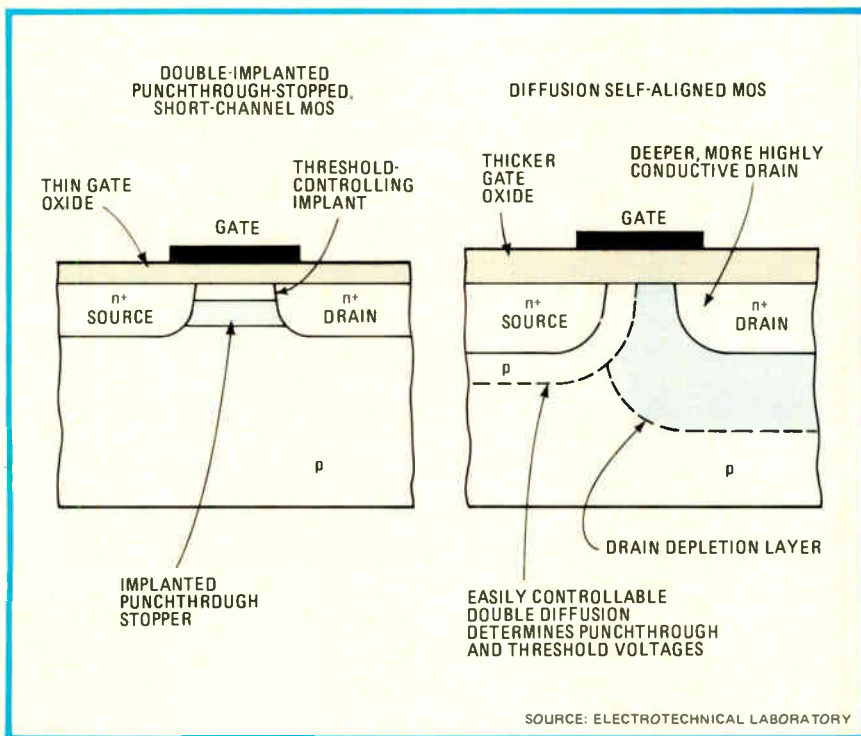 DOUBLE-IMPLANTED
PUNCHTHROUGH-STOPPED,
SHORT-CHANNEL MOS
THIN GATE
OXIDE
GATE
THRESHOLD-
CONTROLLING
IMPLANT
n+
SOURCE
n+
DRAIN
p
IMPLANTED
PUNCHTHROUGH
STOPPER
DIFFUSION SELF-ALIGNED MOS
THICKER
GATE
OXIDE
GATE
DEEPER, MORE HIGHLY
CONDUCTIVE DRAIN
n+
SOURCE
n+
DRAIN
p
p
DRAIN DEPLETION LAYER
EASILY CONTROLLABLE
DOUBLE DIFFUSION
DETERMINES PUNCHTHROUGH
AND THRESHOLD VOLTAGES
SOURCE: ELECTROTECHNICAL LABORATORY